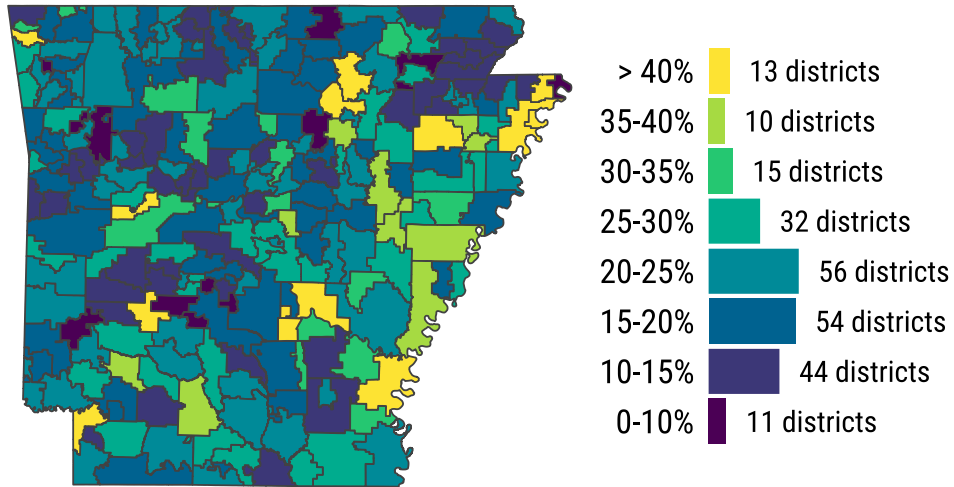 > 40% 13 districts
35-40% 10 districts
30-35% 15 districts
25-30% 32 districts
20-25% 56 districts
15-20% 54 districts
10-15% 44 districts
0-10% 11 districts